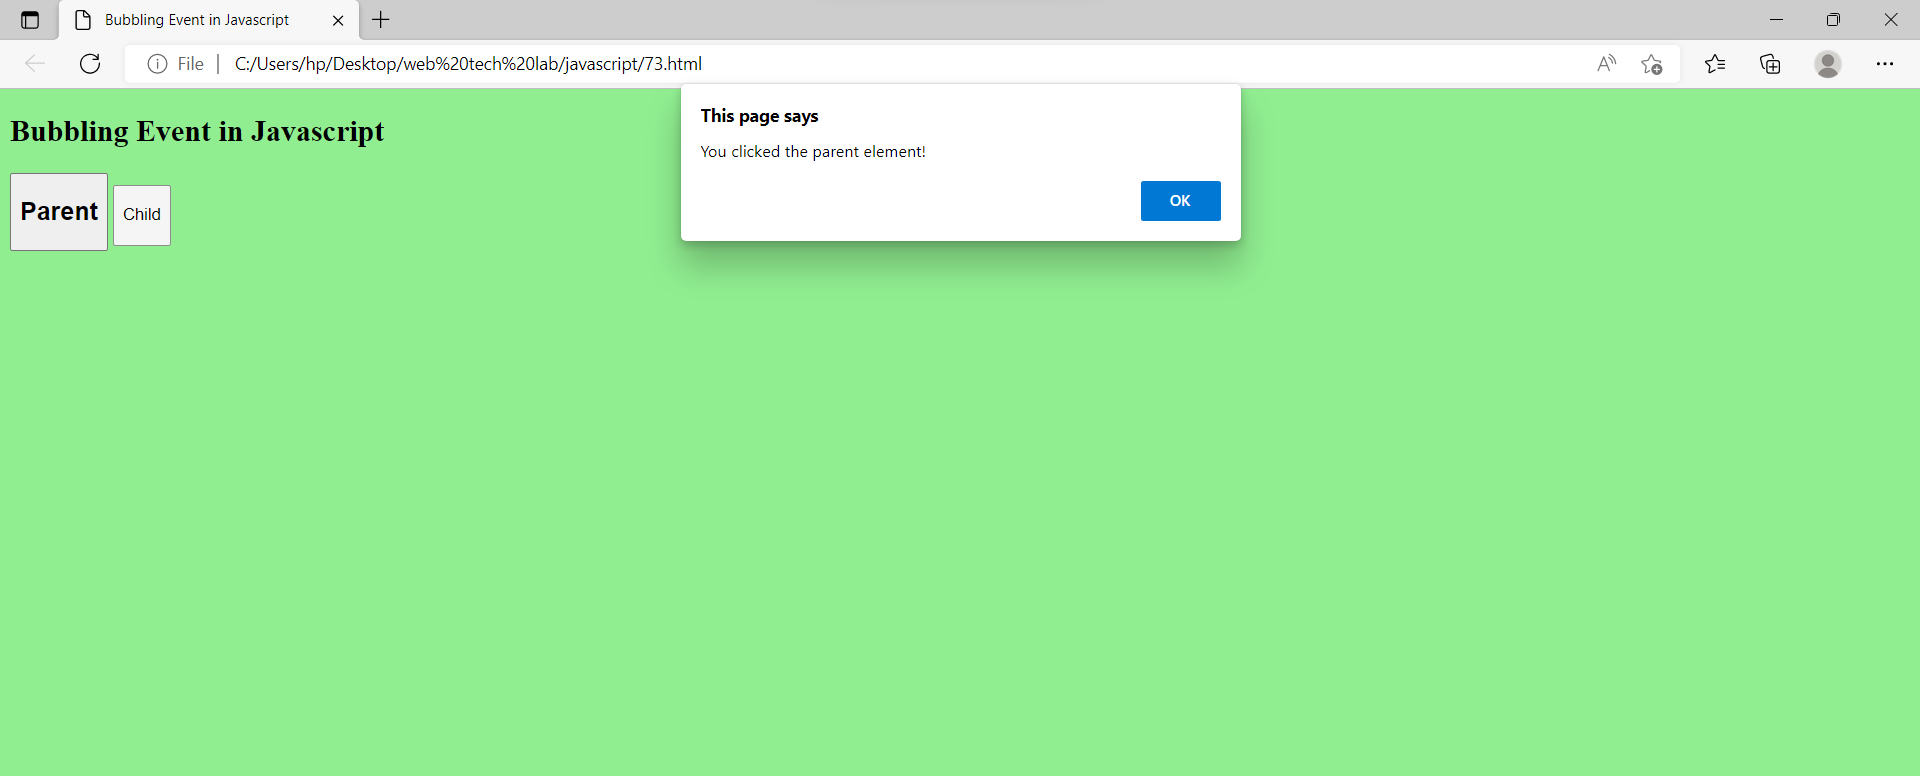 Bubbling Event in Javascript
File
C:/Users/hp/Desktop/web%20tech%20lab/javascript/73.html
This page says
You clicked the parent element!
OK
Bubbling Event in Javascript
Parent
Child